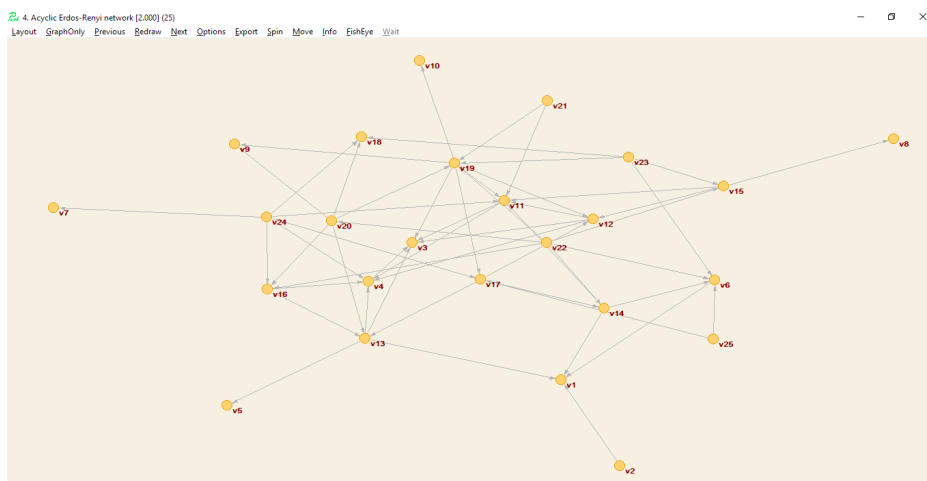 4. Acyclic Erdos-Renyi network [2.000] (25)
Layout GraphOnly Previous Redraw Next Options Export Spin Move Info FishEye Wait
v10
v21
v18
v9
v8
v23
v19
v15
v11
v7
v24
v20
v12
v3
v22
v4
v17
v6
v16
v14
v13
v25
v1
v5
v2